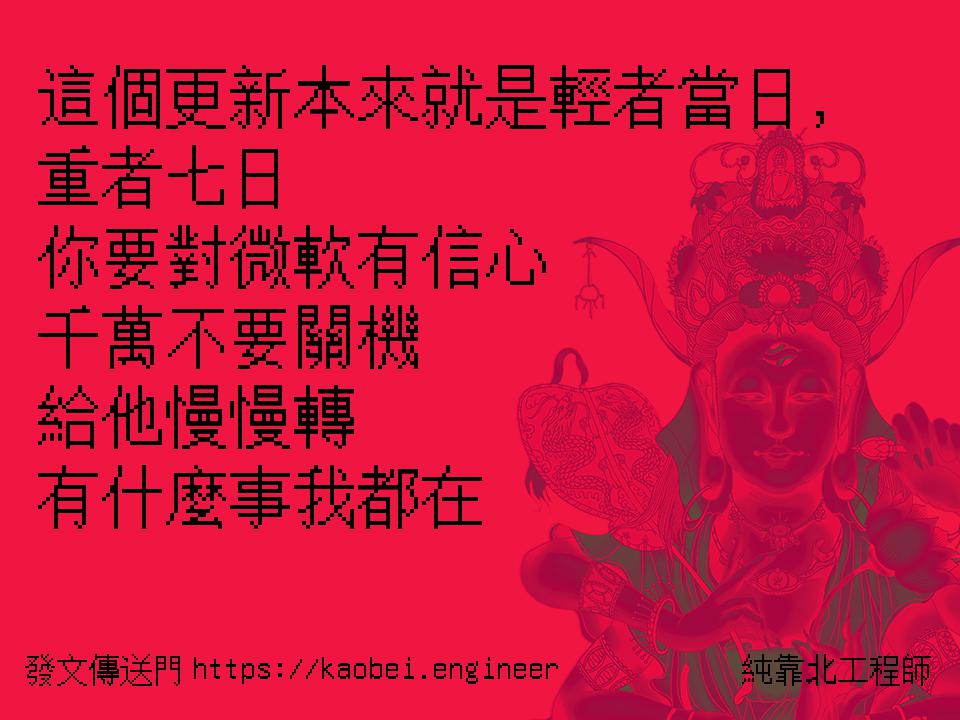 這個更新本來就是輕者當日,
重者七日
你要對微軟有信心
千萬不要關機
給他慢慢轉
有什麼事我都在
發文傳送門 https://kaobei.engineer
純靠北工程師